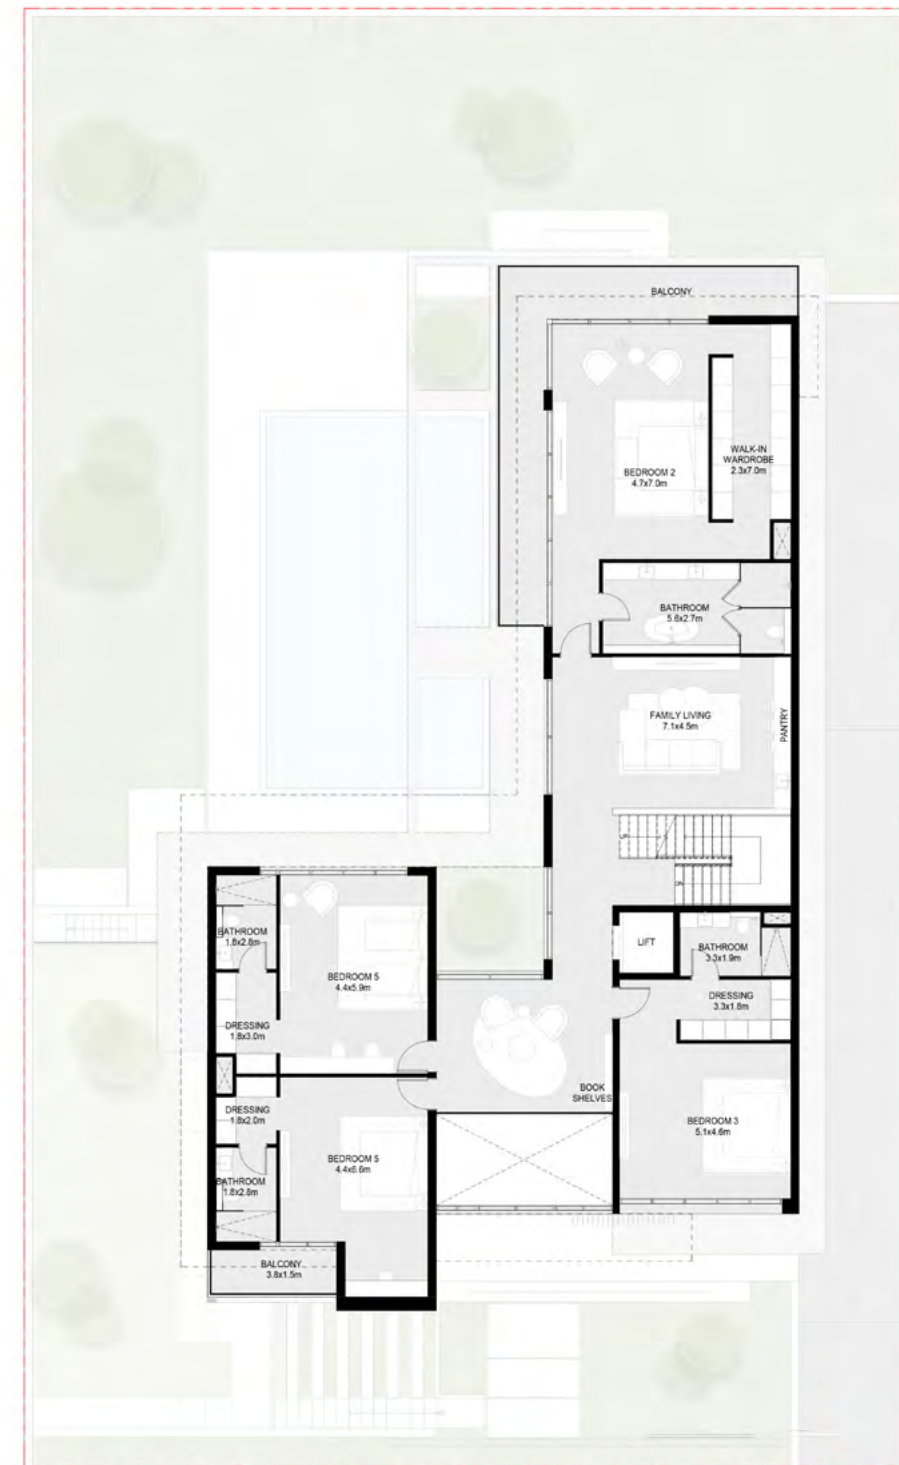 BALCONY
WALK-IN
WARDROBE
2.3x7.0m
BEDROOM 2
4.7x7.0m
BATHROOM
5.6x2.7m
FAMILY LIVING
7.1x4.5m
PANTRY
UP
DN
LIFT
BATHROOM
3.3x1.9m
DRESSING
3.3x1.8m
BATHROOM
1.8x2.8m
BEDROOM 5
4.4x5.9m
DRESSING
1.8x3.0m
BOOK
SHELVES
DRESSING
1.8x2.0m
BEDROOM 3
5.1x4.6m
BEDROOM 5
4.4x6.6m
BATHROOM
1.8x2.8m
BALCONY
3.8x1.5m